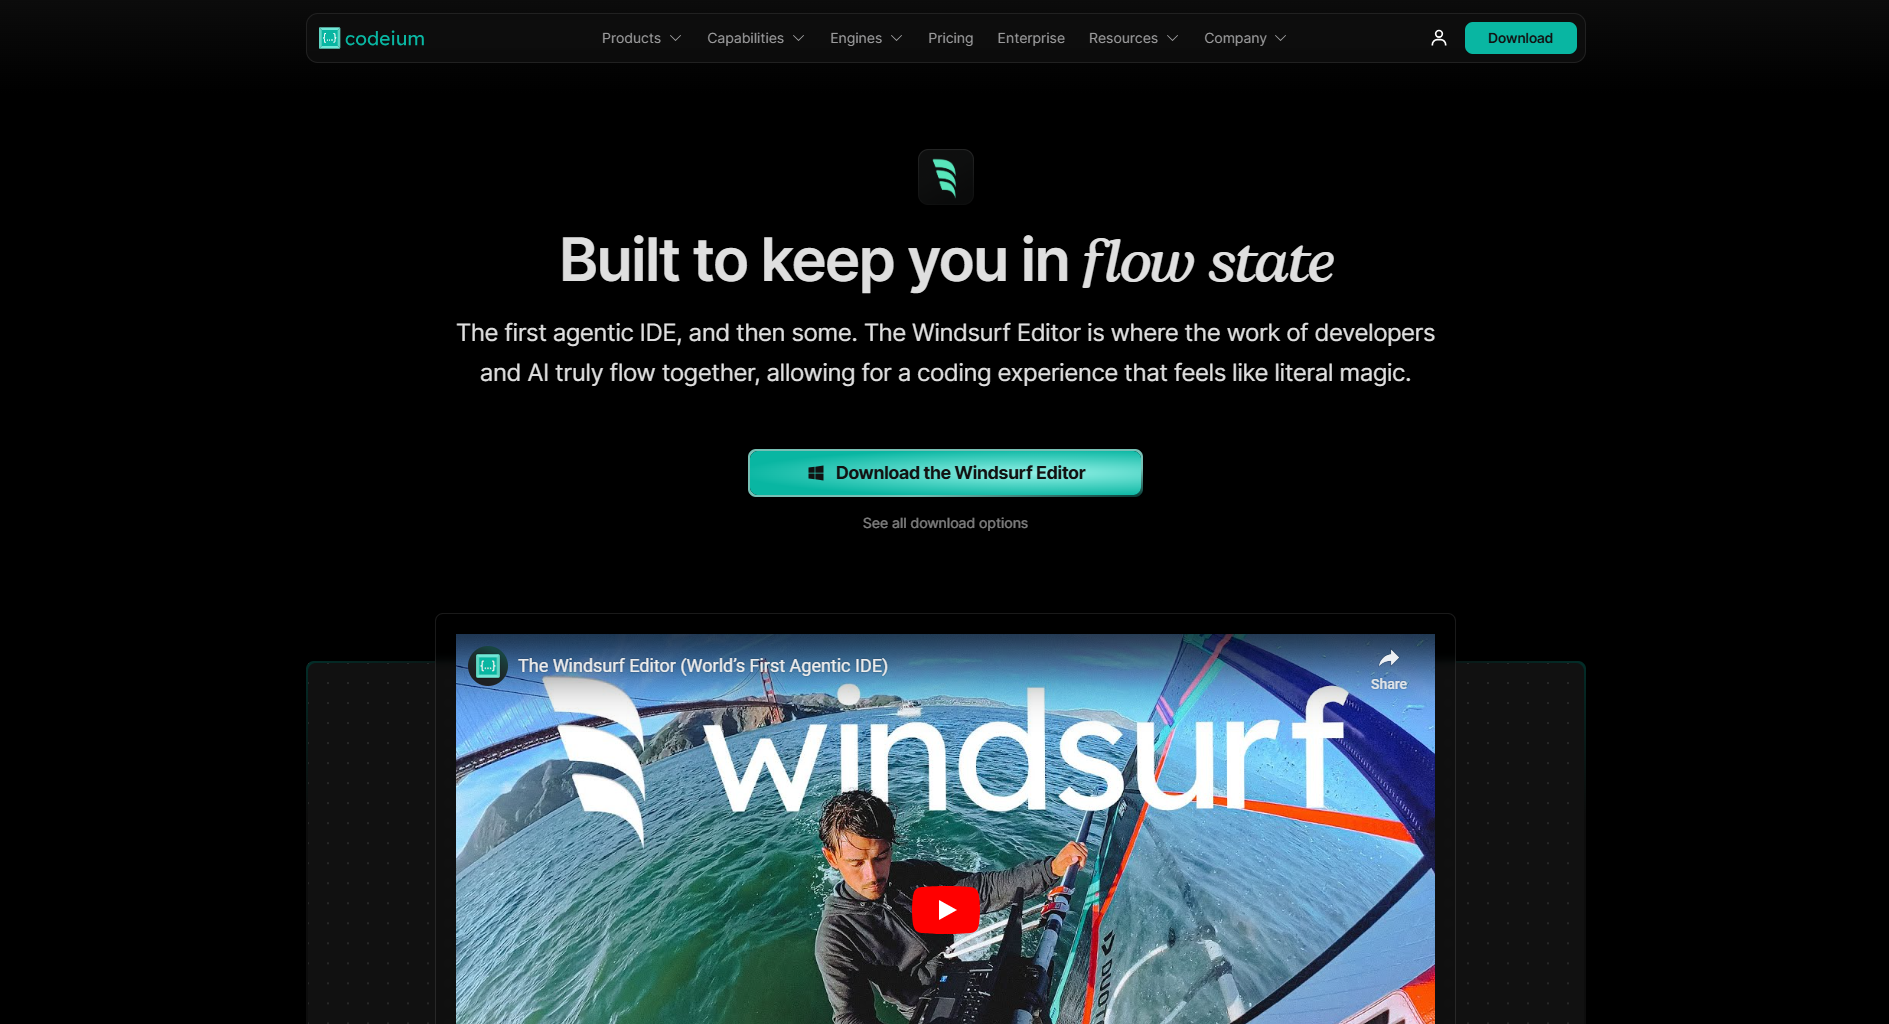 {...} codeium
Products
Capabilities
Engines
Pricing
Enterprise
Resources
Company
Download
Built to keep you in flow state
The first agentic IDE, and then some. The Windsurf Editor is where the work of developers
and AI truly flow together, allowing for a coding experience that feels like literal magic.
Download the Windsurf Editor
See all download options
{...} The Windsurf Editor (World’s First Agentic IDE)
Share
windsurf